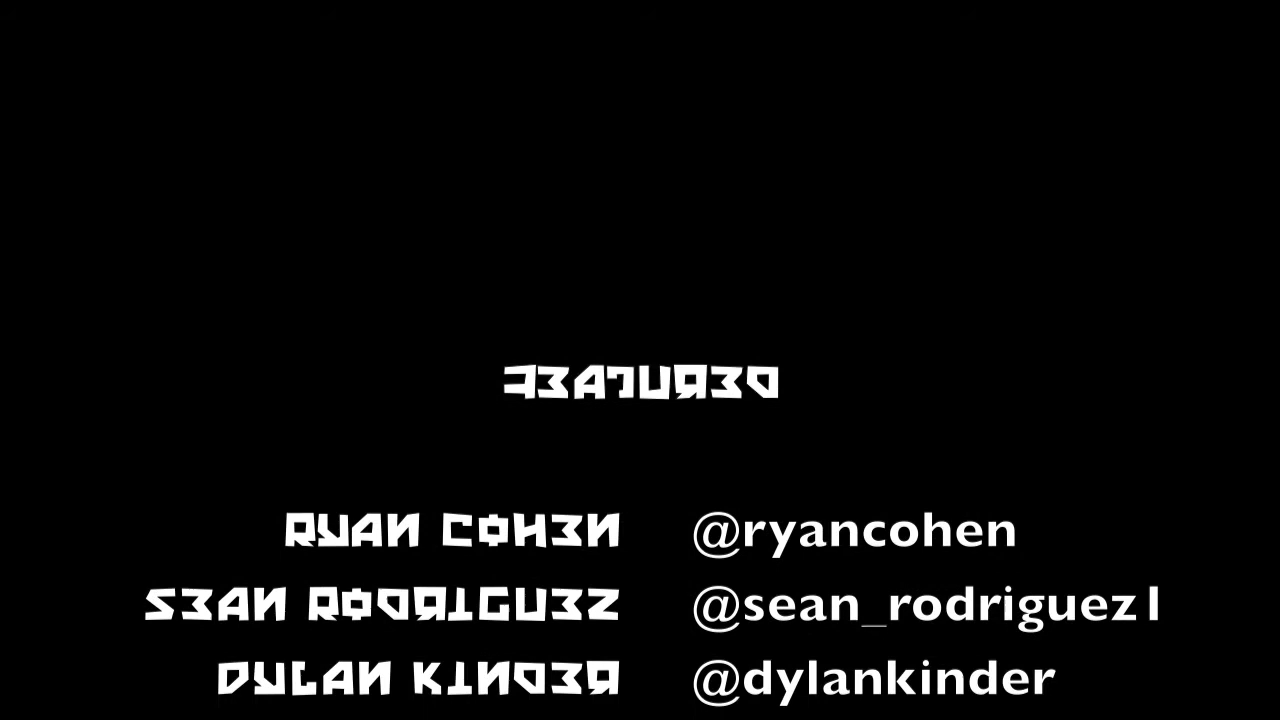 FEATURED
RYAN COHEN @ryancohen
SEAN RODRIGUEZ @sean_rodriguez1
DYLAN KINDER @dylankinder